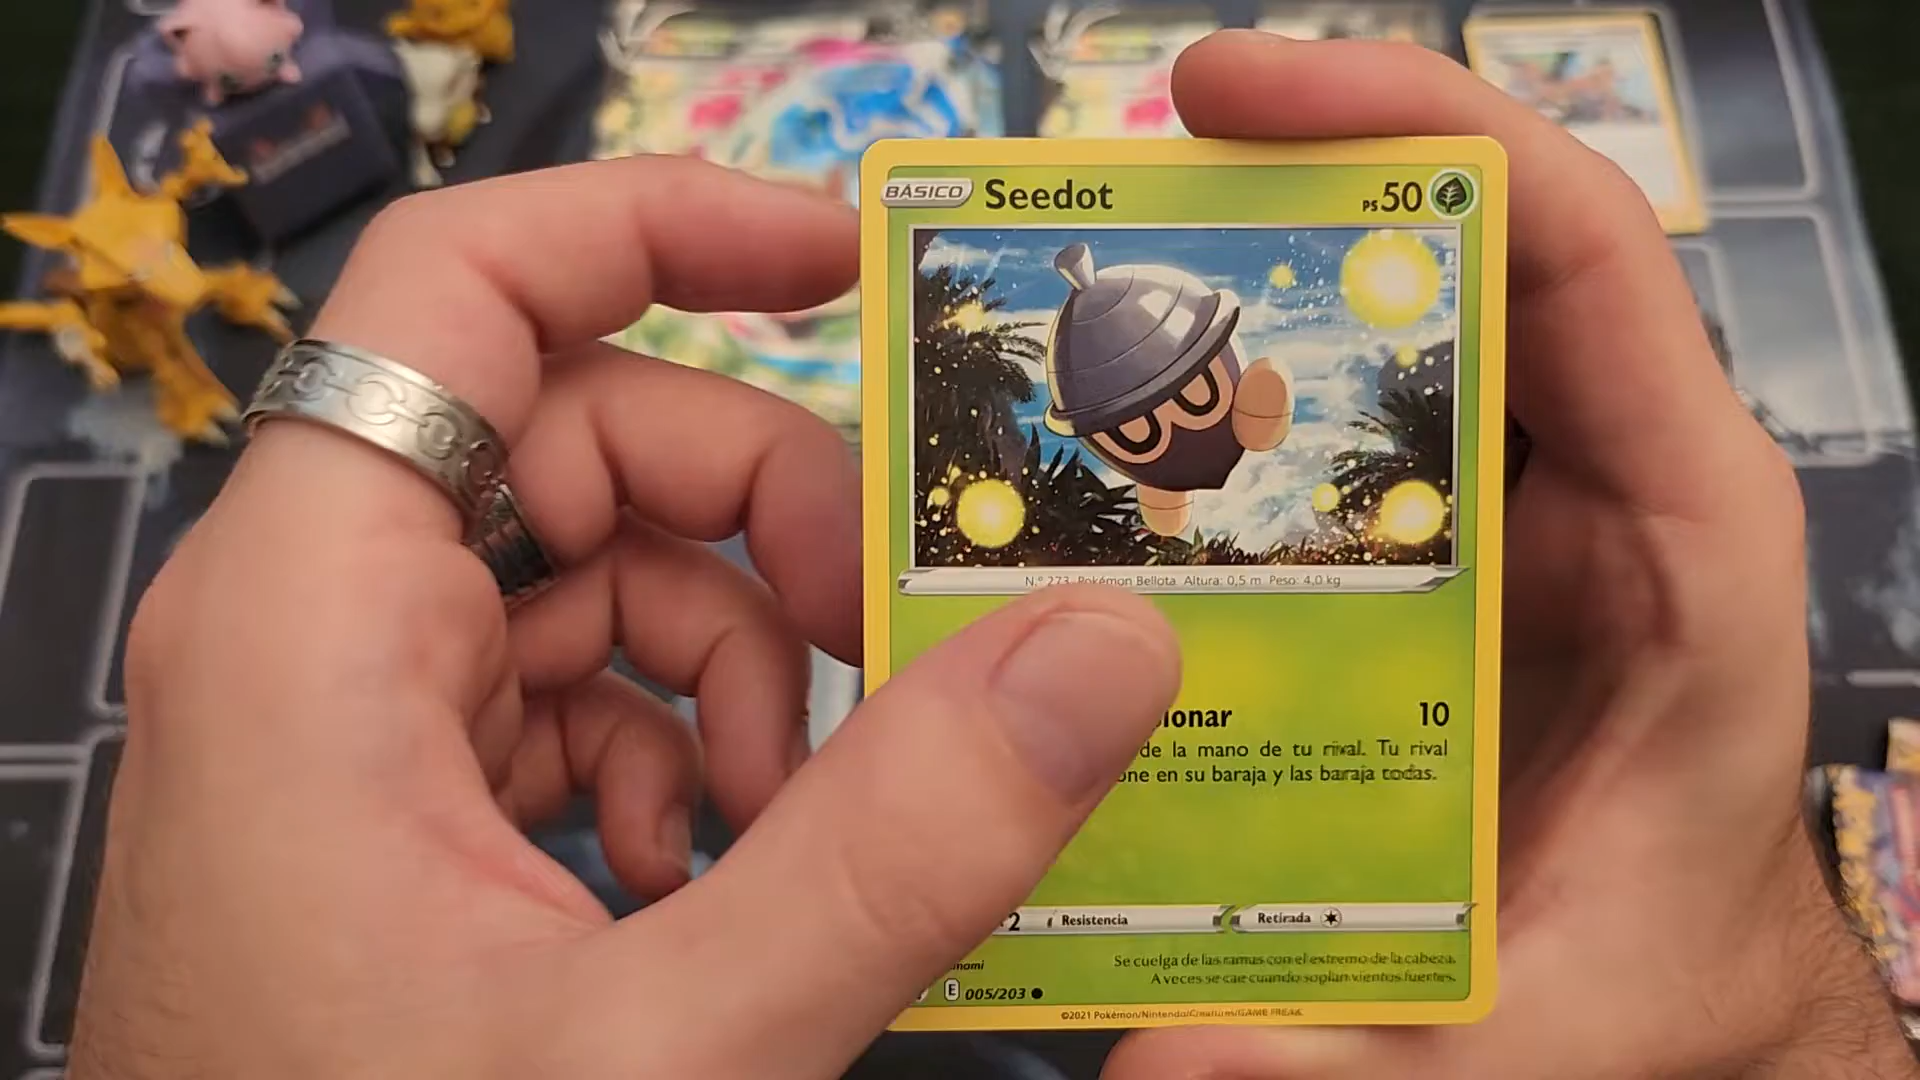 BÁSICO Seedot PS50
N.º 273 Pokémon Bellota Altura: 0,5 m Peso: 4,0 kg
ionar 10
de la mano de tu rival. Tu rival
one en su baraja y las baraja todas.
2 Resistencia Retirada
Se cuelga de las ramas con el extremo de la cabeza.
A veces se cae cuando soplan vientos fuertes.
E 005/203
©2021 Pokémon/Nintendo/Creatures/GAME FREAK